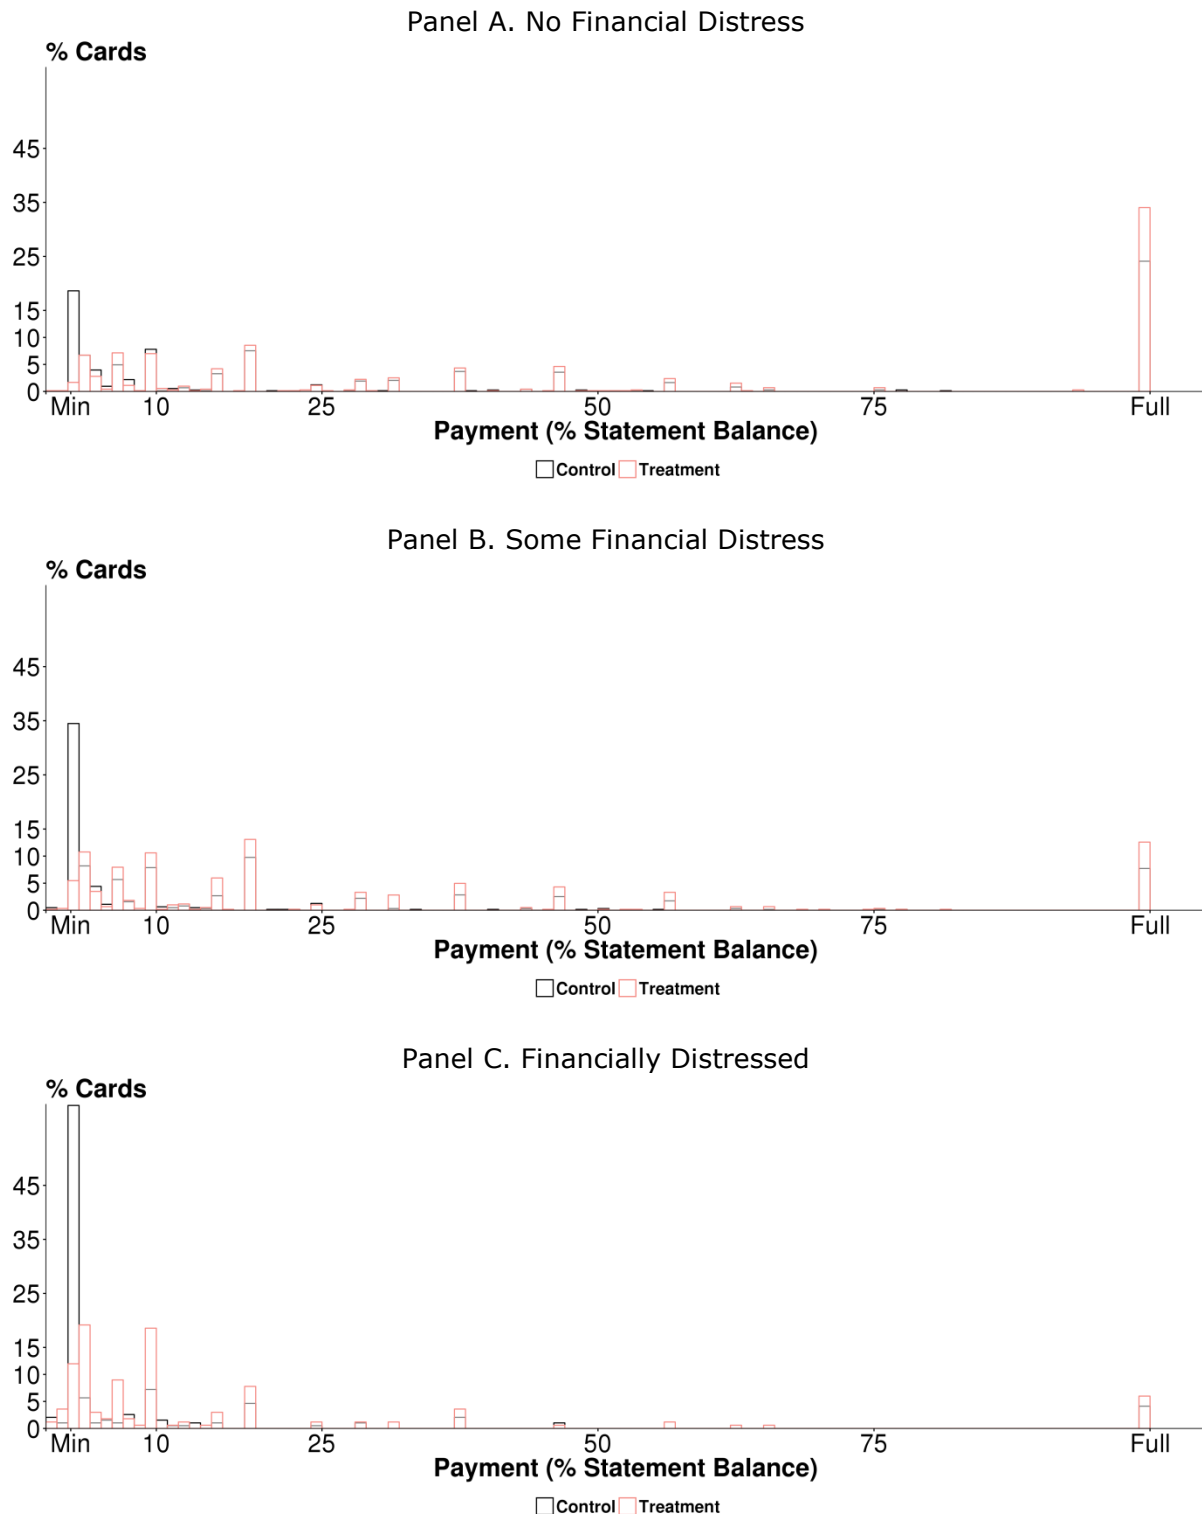 Panel A. No Financial Distress
% Cards
45
35
25
15
10
5
0
Min 10 25 50 75 Full
Payment (% Statement Balance)
Control Treatment
Panel B. Some Financial Distress
% Cards
45
35
25
15
10
5
0
Min 10 25 50 75 Full
Payment (% Statement Balance)
Control Treatment
Panel C. Financially Distressed
% Cards
45
35
25
15
10
5
0
Min 10 25 50 75 Full
Payment (% Statement Balance)
Control Treatment